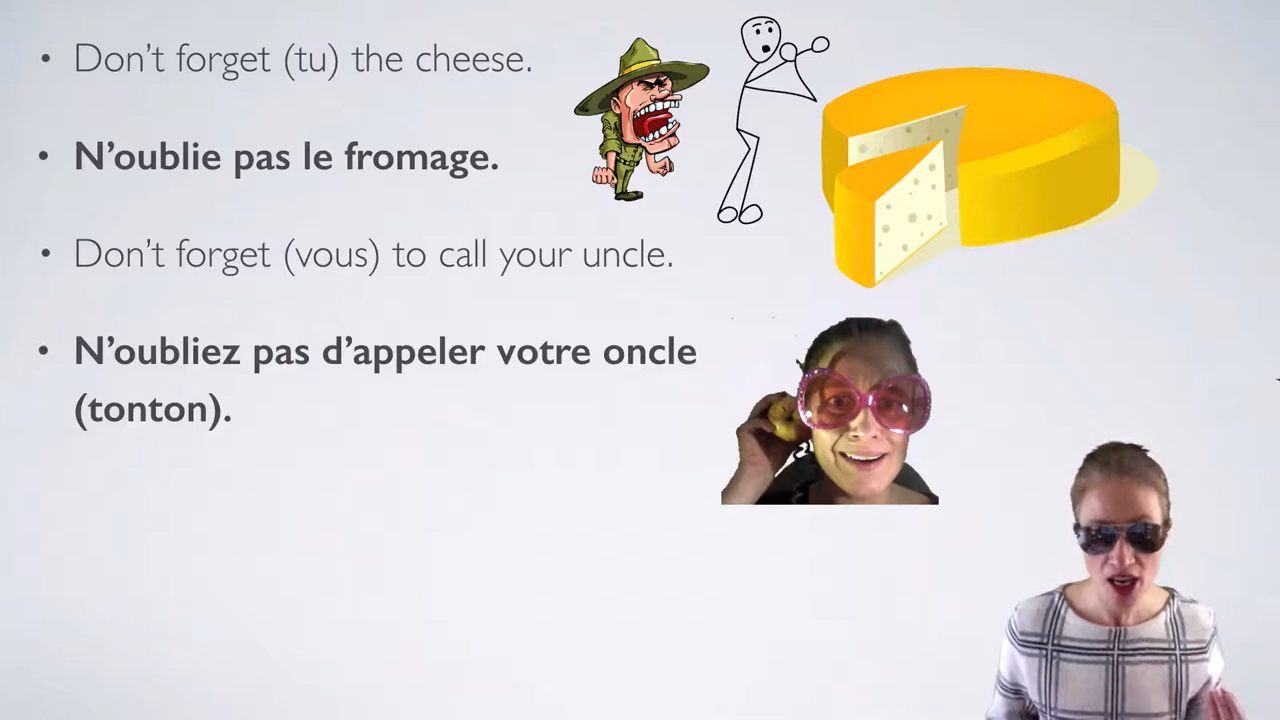 • Don't forget (tu) the cheese.
• N'oublie pas le fromage.
• Don't forget (vous) to call your uncle.
• N'oubliez pas d'appeler votre oncle
(tonton).